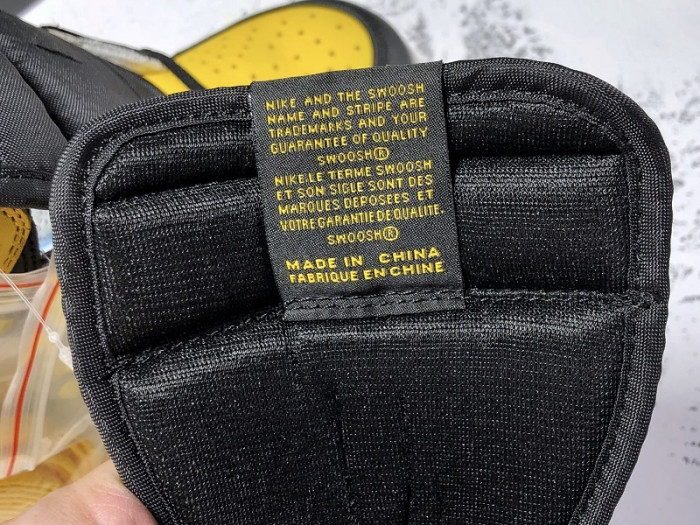 NIKE AND THE SWOOSH
NAME AND STRIPE ARE
TRADEMARKS AND YOUR
GUARANTEE OF QUALITY
SWOOSH®
NIKE.LE TERME SWOOSH
ET SON SIGLE SONT DES
MARQUES DÉPOSÉES ET
VOTRE GARANTIE DE QUALITE.
SWOOSH®
MADE IN CHINA
FABRIQUE EN CHINE